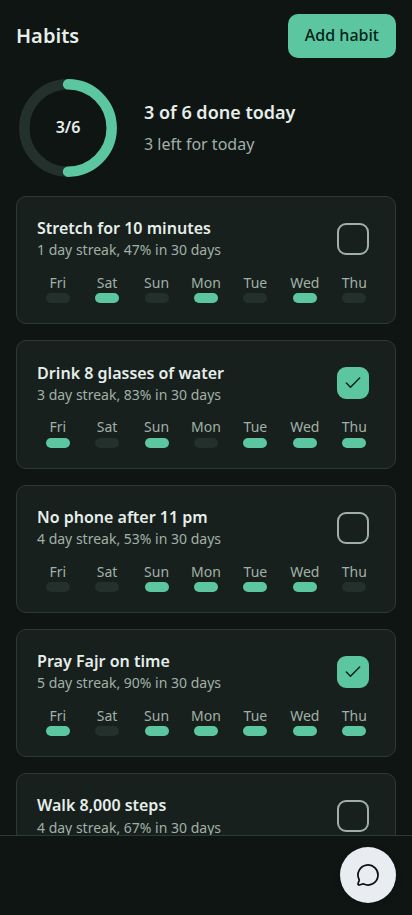 Habits
Add habit
3/6
3 of 6 done today
3 left for today
Stretch for 10 minutes
1 day streak, 47% in 30 days
Fri Sat Sun Mon Tue Wed Thu
Drink 8 glasses of water
3 day streak, 83% in 30 days
Fri Sat Sun Mon Tue Wed Thu
No phone after 11 pm
4 day streak, 53% in 30 days
Fri Sat Sun Mon Tue Wed Thu
Pray Fajr on time
5 day streak, 90% in 30 days
Fri Sat Sun Mon Tue Wed Thu
Walk 8,000 steps
4 day streak, 67% in 30 days